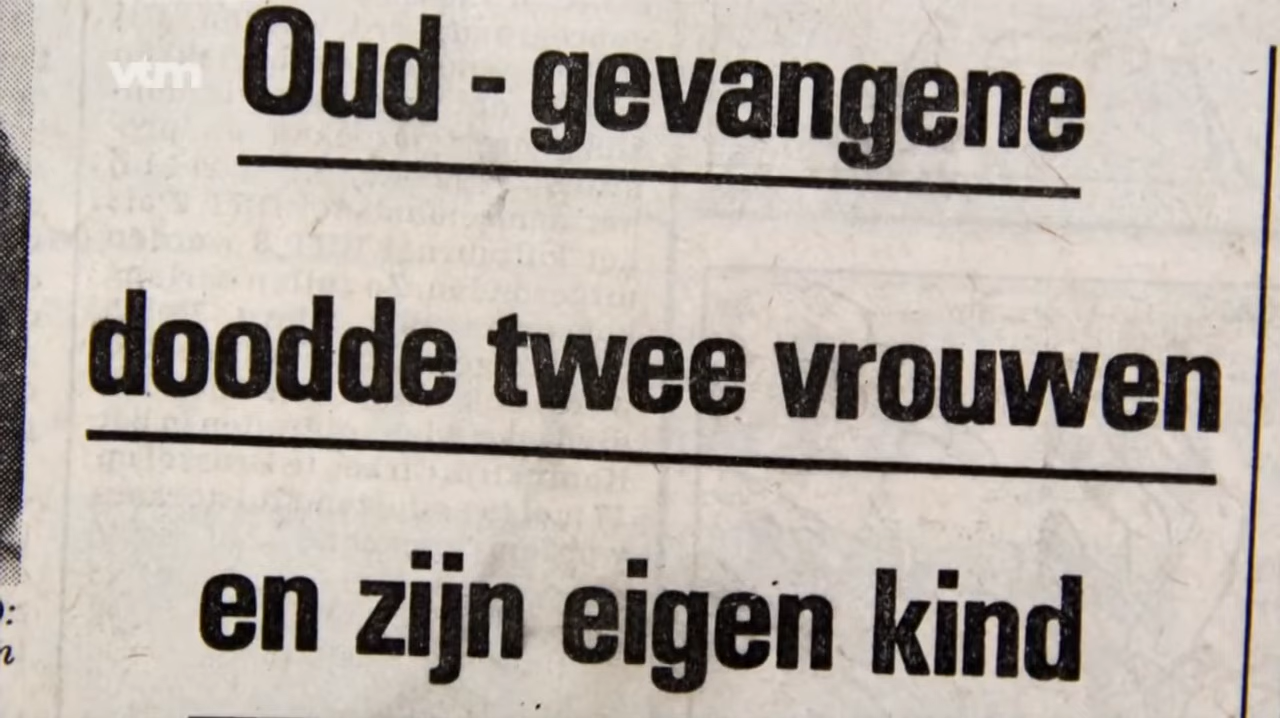 vtm
Oud - gevangene
doodde twee vrouwen
en zijn eigen kind